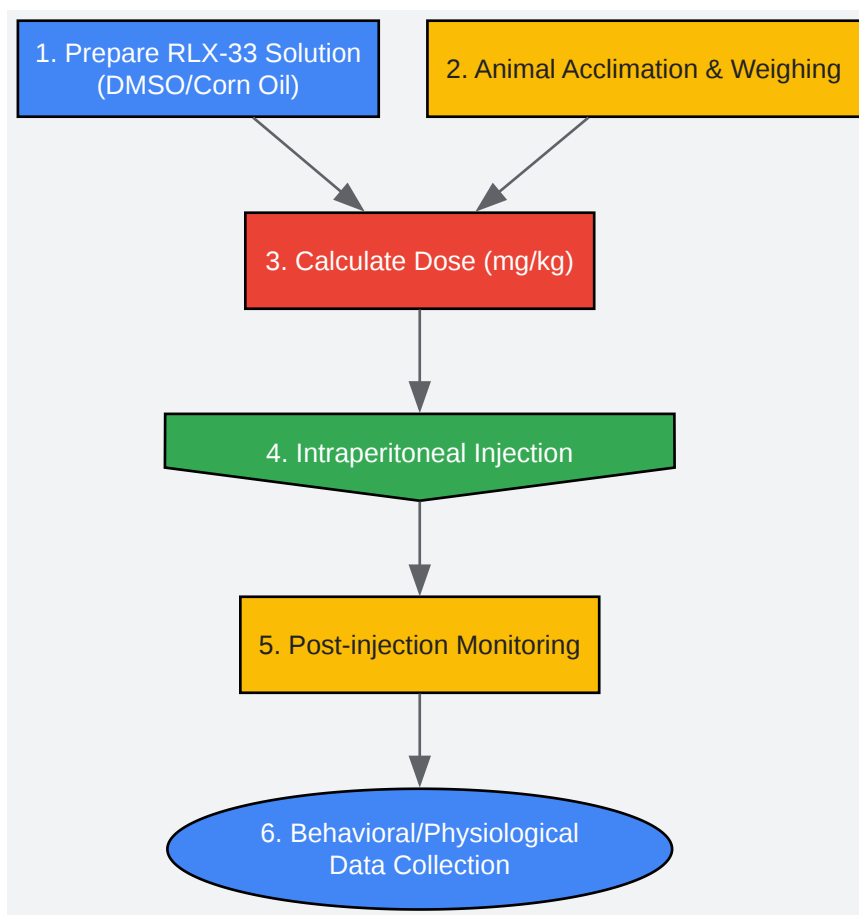 1. Prepare RLX-33 Solution
(DMSO/Corn Oil)
2. Animal Acclimation & Weighing
3. Calculate Dose (mg/kg)
4. Intraperitoneal Injection
5. Post-injection Monitoring
6. Behavioral/Physiological
Data Collection